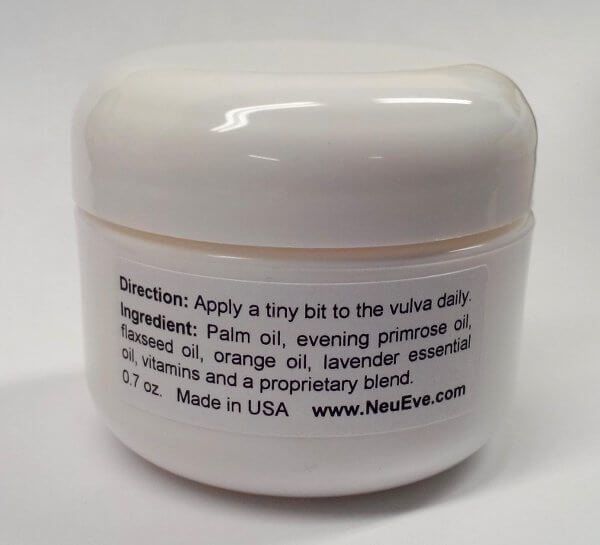 Direction: Apply a tiny bit to the vulva daily.
Ingredient: Palm oil, evening primrose oil,
flaxseed oil, orange oil, lavender essential
oil, vitamins and a proprietary blend.
0.7 oz. Made in USA www.NeuEve.com